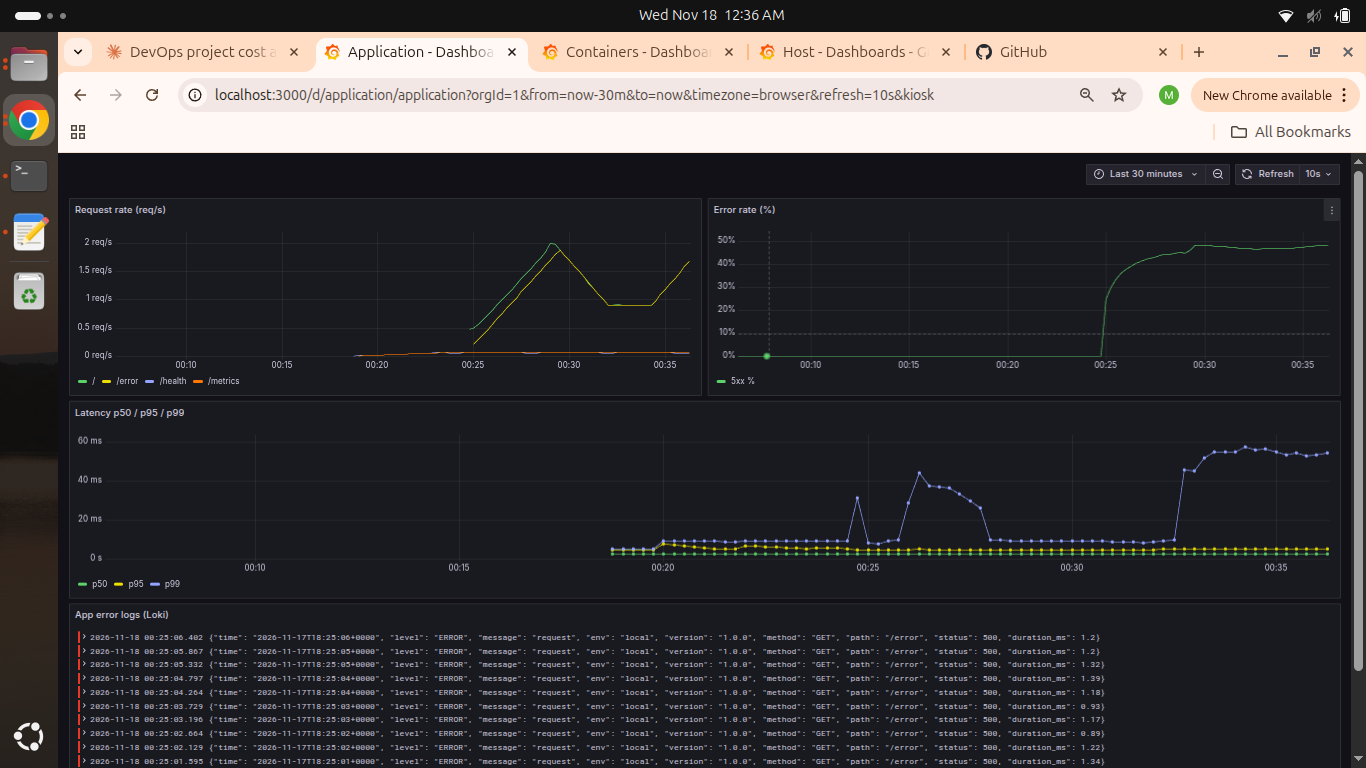 Wed Nov 18 12:36 AM
DevOps project cost a
Application - Dashboa
Containers - Dashboa
Host - Dashboards - G
GitHub
localhost:3000/d/application/application?orgId=1&from=now-30m&to=now&timezone=browser&refresh=10s&kiosk
M
New Chrome available
All Bookmarks
Last 30 minutes
Refresh
10s
Request rate (req/s)
2 req/s
1.5 req/s
1 req/s
0.5 req/s
0 req/s
00:10 00:15 00:20 00:25 00:30 00:35
/ /error /health /metrics
Error rate (%)
50%
40%
30%
20%
10%
0%
00:10 00:15 00:20 00:25 00:30 00:35
5xx %
Latency p50 / p95 / p99
60 ms
40 ms
20 ms
0 s
00:10 00:15 00:20 00:25 00:30 00:35
p50 p95 p99
App error logs (Loki)
2026-11-18 00:25:06.402 {"time": "2026-11-17T18:25:06+0000", "level": "ERROR", "message": "request", "env": "local", "version": "1.0.0", "method": "GET", "path": "/error", "status": 500, "duration_ms": 1.2}
2026-11-18 00:25:05.867 {"time": "2026-11-17T18:25:05+0000", "level": "ERROR", "message": "request", "env": "local", "version": "1.0.0", "method": "GET", "path": "/error", "status": 500, "duration_ms": 1.2}
2026-11-18 00:25:05.332 {"time": "2026-11-17T18:25:05+0000", "level": "ERROR", "message": "request", "env": "local", "version": "1.0.0", "method": "GET", "path": "/error", "status": 500, "duration_ms": 1.32}
2026-11-18 00:25:04.797 {"time": "2026-11-17T18:25:04+0000", "level": "ERROR", "message": "request", "env": "local", "version": "1.0.0", "method": "GET", "path": "/error", "status": 500, "duration_ms": 1.39}
2026-11-18 00:25:04.264 {"time": "2026-11-17T18:25:04+0000", "level": "ERROR", "message": "request", "env": "local", "version": "1.0.0", "method": "GET", "path": "/error", "status": 500, "duration_ms": 1.18}
2026-11-18 00:25:03.729 {"time": "2026-11-17T18:25:03+0000", "level": "ERROR", "message": "request", "env": "local", "version": "1.0.0", "method": "GET", "path": "/error", "status": 500, "duration_ms": 0.93}
2026-11-18 00:25:03.196 {"time": "2026-11-17T18:25:03+0000", "level": "ERROR", "message": "request", "env": "local", "version": "1.0.0", "method": "GET", "path": "/error", "status": 500, "duration_ms": 1.17}
2026-11-18 00:25:02.664 {"time": "2026-11-17T18:25:02+0000", "level": "ERROR", "message": "request", "env": "local", "version": "1.0.0", "method": "GET", "path": "/error", "status": 500, "duration_ms": 0.89}
2026-11-18 00:25:02.129 {"time": "2026-11-17T18:25:02+0000", "level": "ERROR", "message": "request", "env": "local", "version": "1.0.0", "method": "GET", "path": "/error", "status": 500, "duration_ms": 1.22}
2026-11-18 00:25:01.595 {"time": "2026-11-17T18:25:01+0000", "level": "ERROR", "message": "request", "env": "local", "version": "1.0.0", "method": "GET", "path": "/error", "status": 500, "duration_ms": 1.34}